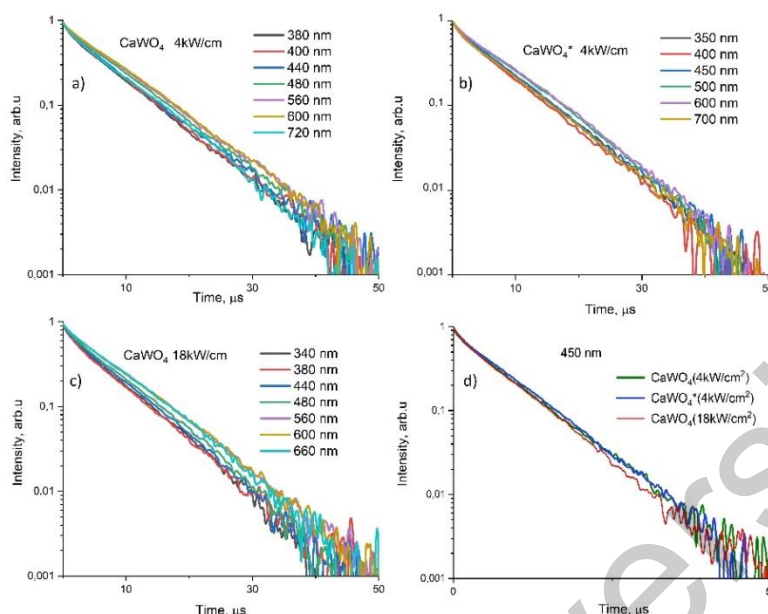 1
CaWO₄ 4kW/cm
a)
380 nm
400 nm
440 nm
480 nm
560 nm
600 nm
720 nm
0,1
0,01
0,001
Intensity, arb.u
10 30 50
Time, μs
1
CaWO₄* 4kW/cm
b)
350 nm
400 nm
450 nm
500 nm
600 nm
700 nm
0,1
0,01
0,001
Intensity, arb.u
10 30
Time, μs
1
CaWO₄ 18kW/cm
c)
340 nm
380 nm
440 nm
480 nm
560 nm
600 nm
660 nm
0,1
0,01
0,001
Intensity, arb.u
10 30 50
Time, μs
1
450 nm
d)
CaWO₄(4kW/cm²)
CaWO₄*(4kW/cm²)
CaWO₄(18kW/cm²)
0,1
0,01
0,001
Intensity, arb.u
0
Time, μs